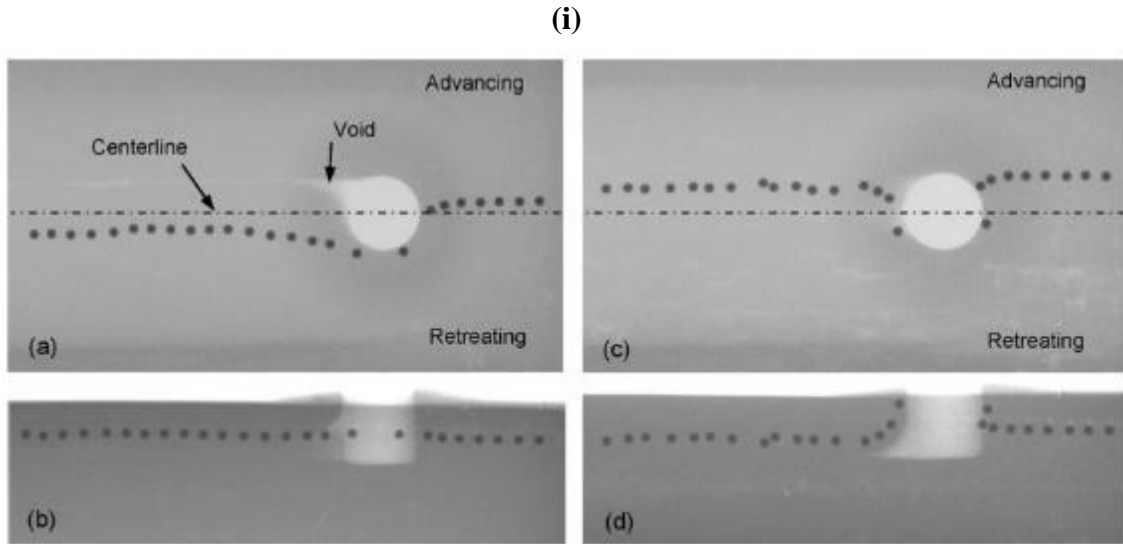 (i)
Advancing
Void
Centerline
Retreating
(a)
(b)
Advancing
Retreating
(c)
(d)